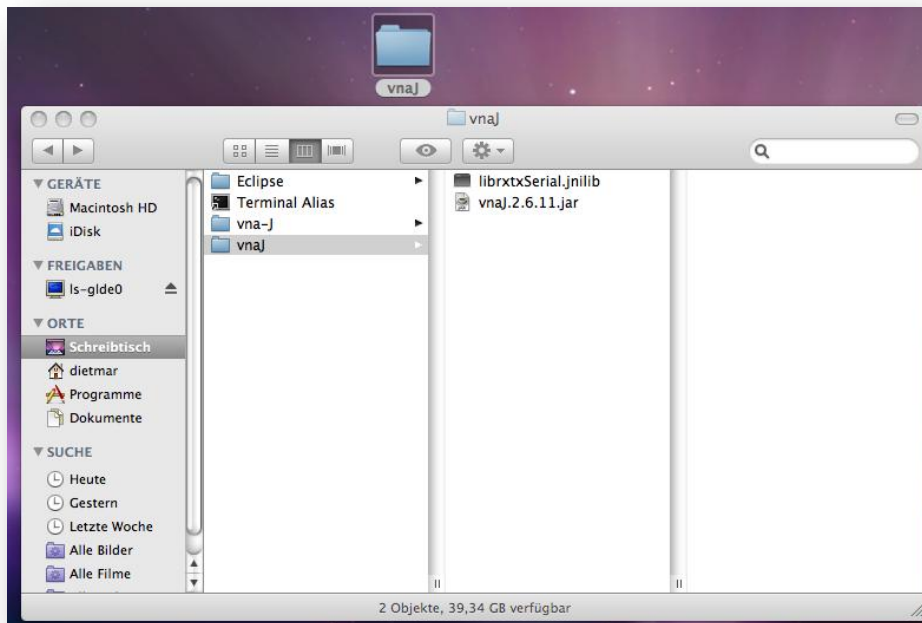 vnaJ
vnaJ
GERÄTE
Macintosh HD
iDisk
FREIGABEN
ls-glde0
ORTE
Schreibtisch
dietmar
Programme
Dokumente
SUCHE
Heute
Gestern
Letzte Woche
Alle Bilder
Alle Filme
Eclipse
Terminal Alias
vna-J
vnaJ
librxtxSerial.jnilib
vnaJ.2.6.11.jar
2 Objekte, 39,34 GB verfügbar